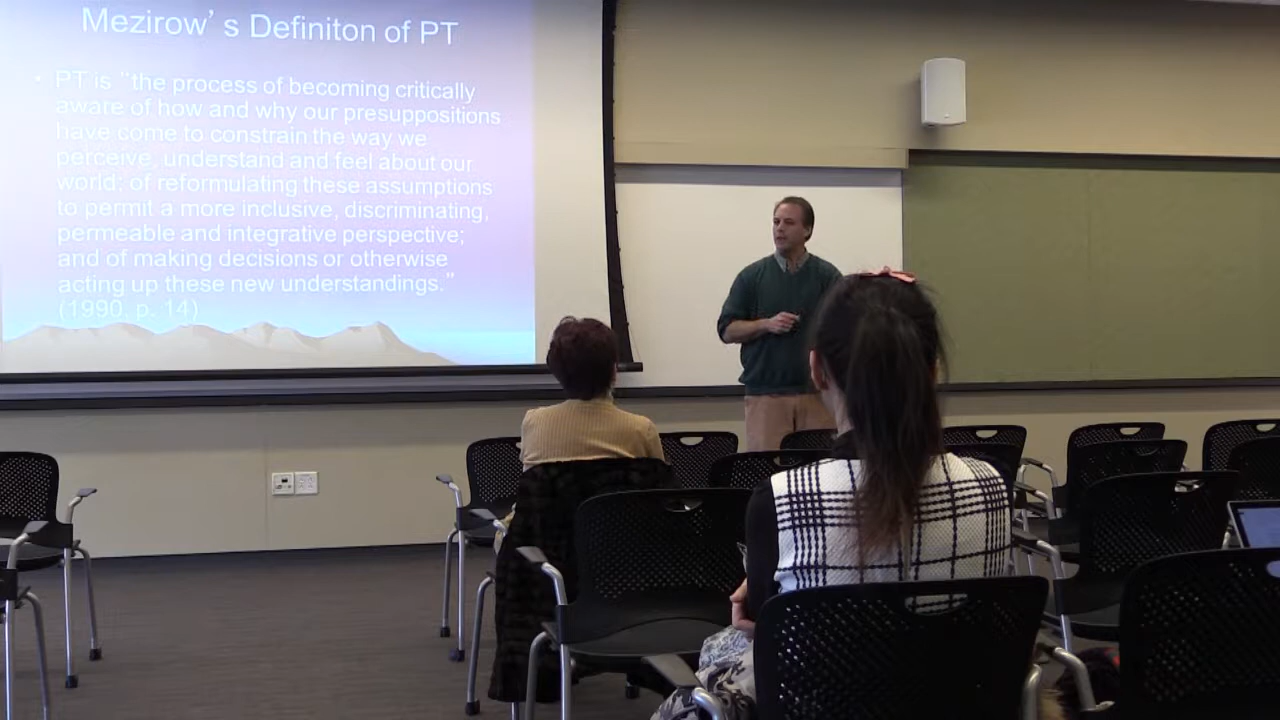 Mezirow's Definiton of PT
• PT is "the process of becoming critically
aware of how and why our presuppositions
have come to constrain the way we
perceive, understand and feel about our
world; of reformulating these assumptions
to permit a more inclusive, discriminating,
permeable and integrative perspective;
and of making decisions or otherwise
acting up these new understandings."
(1990; p. 14)